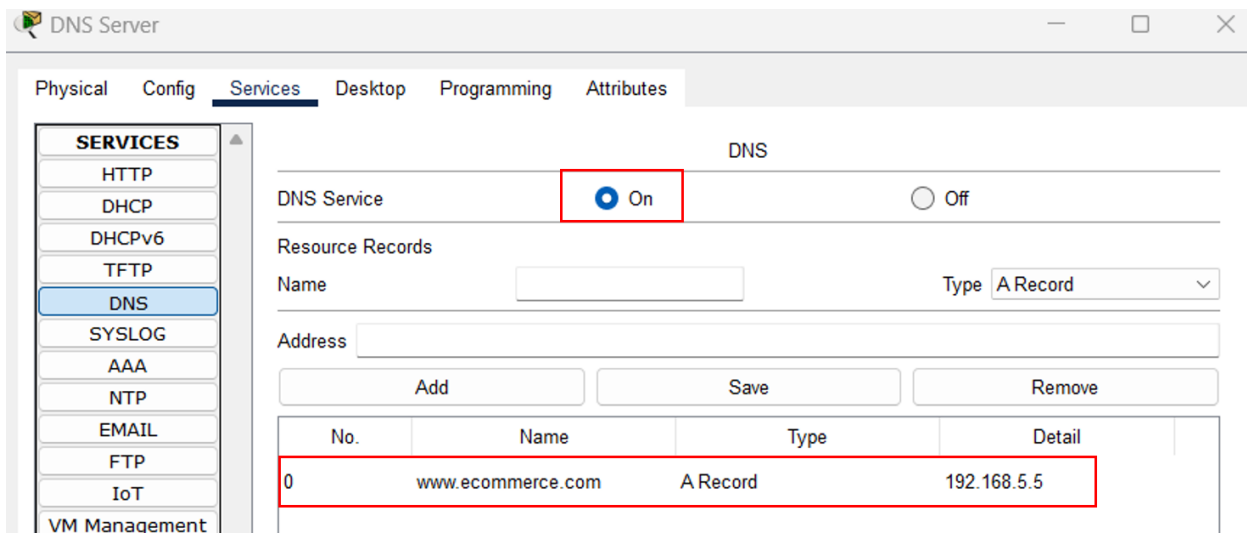 DNS Server
Physical Config Services Desktop Programming Attributes
SERVICES
HTTP
DHCP
DHCPv6
TFTP
DNS
SYSLOG
AAA
NTP
EMAIL
FTP
IoT
VM Management
DNS
DNS Service On Off
Resource Records
Name Type A Record
Address
Add Save Remove
No. Name Type Detail
0 www.ecommerce.com A Record 192.168.5.5